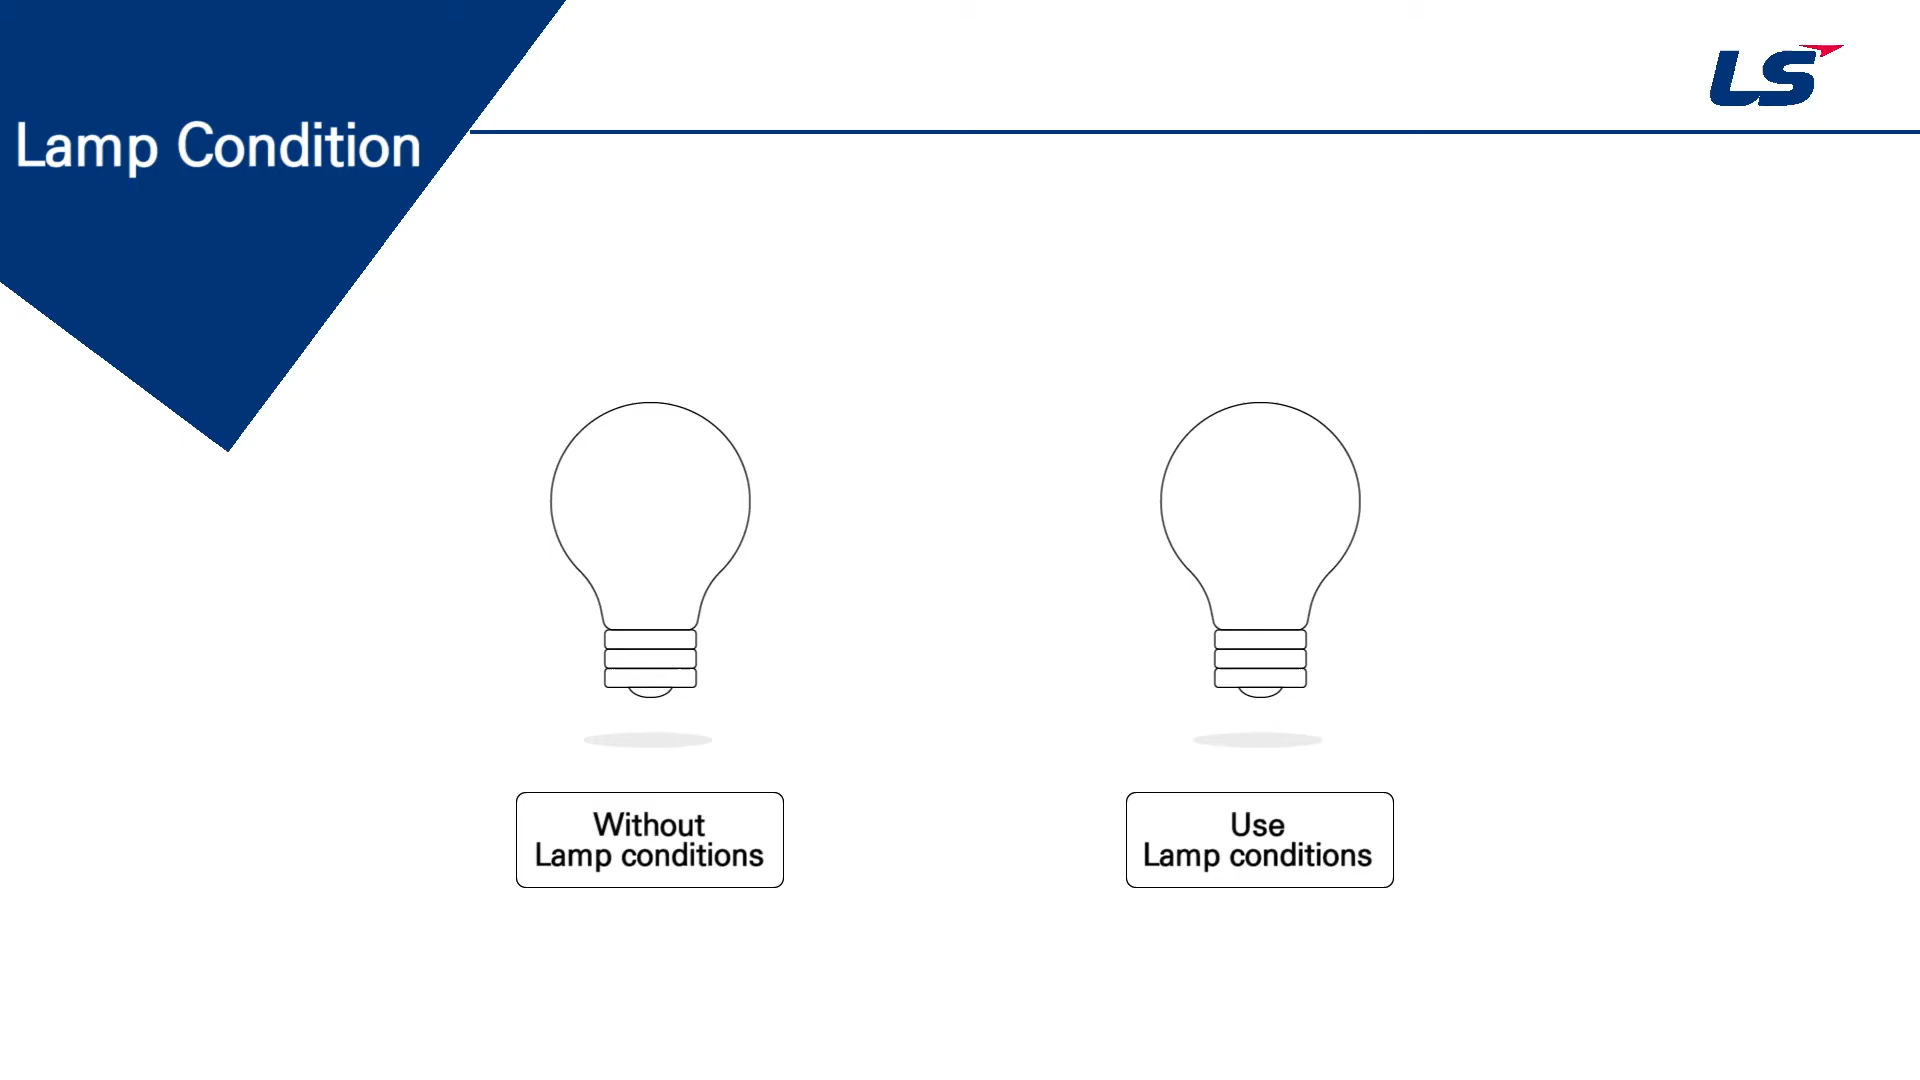 LS
Lamp Condition
Without
Lamp conditions
Use
Lamp conditions